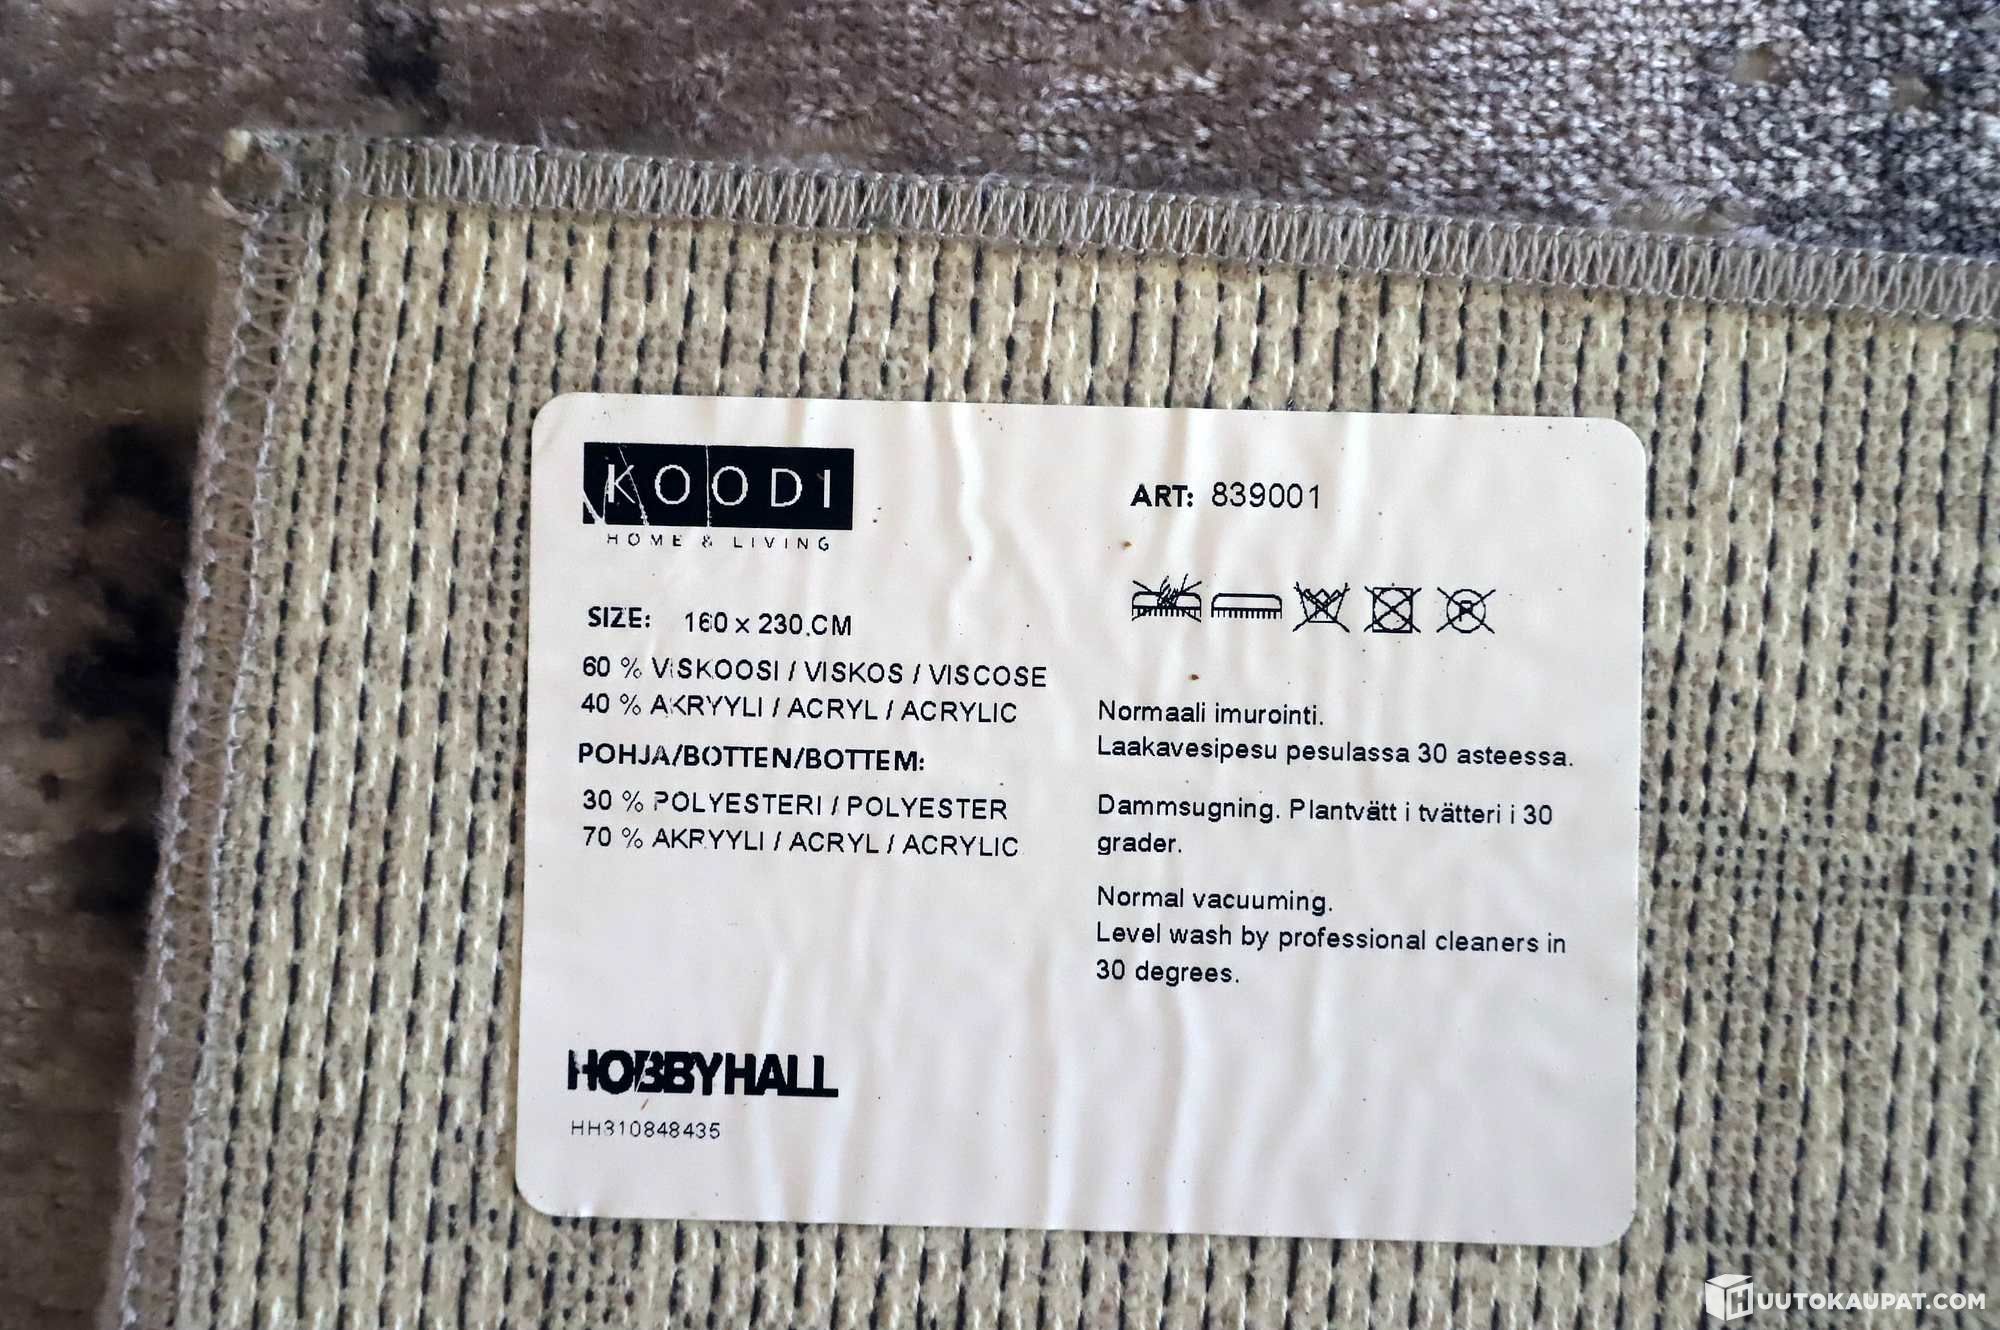 KOODI
HOME & LIVING
ART: 839001
SIZE: 160 x 230.CM
60 % VISKOOSI / VISKOS / VISCOSE
40 % AKRYYLI / ACRYL / ACRYLIC
POHJA/BOTTEN/BOTTEM:
30 % POLYESTERI / POLYESTER
70 % AKRYYLI / ACRYL / ACRYLIC
Normaali imurointi.
Laakavesipesu pesulassa 30 asteessa.
Dammsugning. Plantvätt i tvätteri i 30
grader.
Normal vacuuming.
Level wash by professional cleaners in
30 degrees.
HOBBYHALL
HH310848435
HUUTOKAUPAT.COM